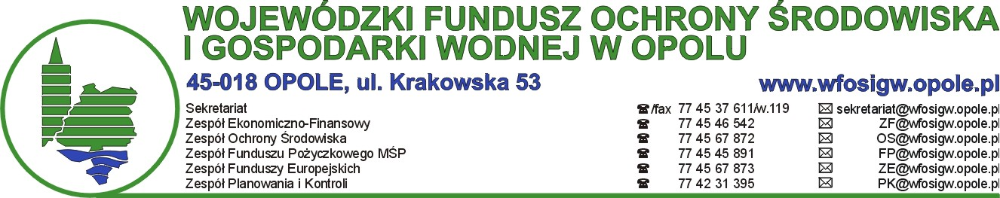 WOJEWÓDZKI FUNDUSZ OCHRONY ŚRODOWISKA
I GOSPODARKI WODNEJ W OPOLU
45-018 OPOLE, ul. Krakowska 53 www.wfosigw.opole.pl
Sekretariat ☎/fax 77 45 37 611/w.119 ✉ sekretariat@wfosigw.opole.pl
Zespół Ekonomiczno-Finansowy ☎ 77 45 46 542 ✉ ZF@wfosigw.opole.pl
Zespół Ochrony Środowiska ☎ 77 45 67 872 ✉ OS@wfosigw.opole.pl
Zespół Funduszu Pożyczkowego MŚP ☎ 77 45 45 891 ✉ FP@wfosigw.opole.pl
Zespół Funduszy Europejskich ☎ 77 45 67 873 ✉ ZE@wfosigw.opole.pl
Zespół Planowania i Kontroli ☎ 77 42 31 395 ✉ PK@wfosigw.opole.pl